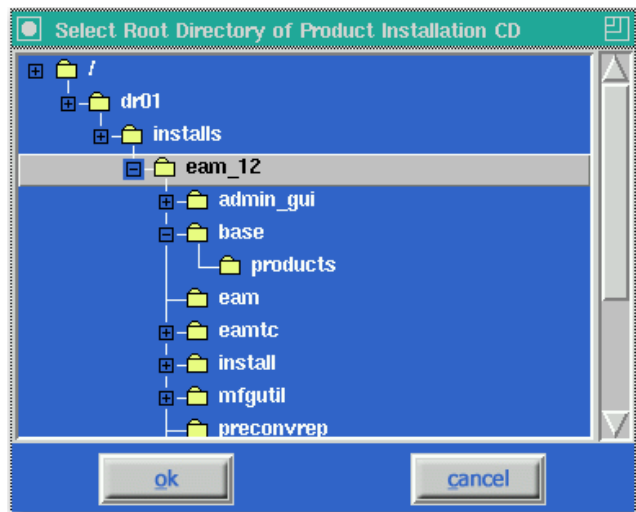 Select Root Directory of Product Installation CD
/
dr01
installs
eam_12
admin_gui
base
products
eam
eamtc
install
mfgutil
preconvrep
ok cancel